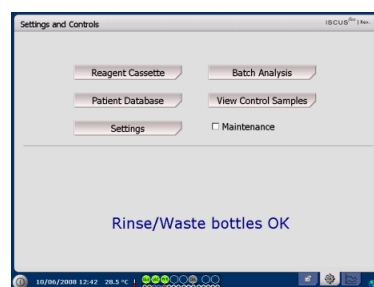 Settings and Controls
ISCUSflex
Reagent Cassette
Batch Analysis
Patient Database
View Control Samples
Settings
Maintenance
Rinse/Waste bottles OK
10/06/2008 12:42 28.5 °C